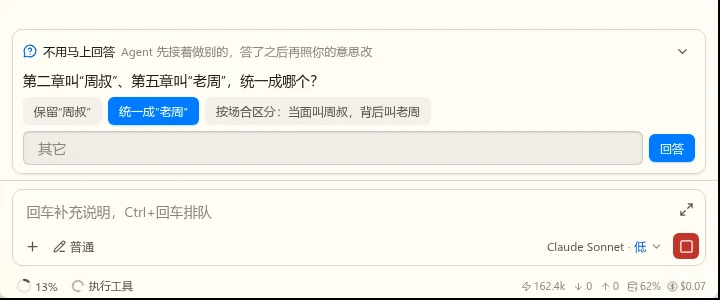 不用马上回答 Agent 先接着做别的，答了之后再照你的意思改
第二章叫“周叔”、第五章叫“老周”，统一成哪个？
保留“周叔” 统一成“老周” 按场合区分：当面叫周叔，背后叫老周
其它 回答
回车补充说明，Ctrl+回车排队
普通 Claude Sonnet · 低
13% 执行工具 162.4k ↓ 0 ↑ 0 62% $0.07